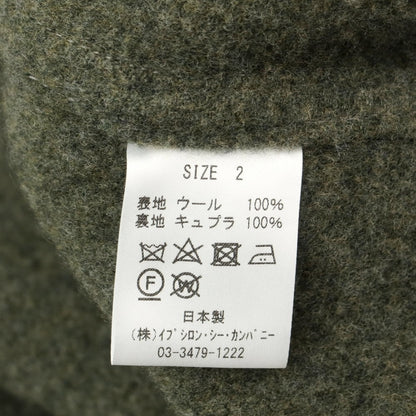 SIZE 2
表地 ウール 100%
裏地 キュプラ 100%
F W
日本製
(株)ｲﾌﾟｼﾛﾝ･ｼｰ･ｶﾝﾊﾟﾆｰ
03-3479-1222